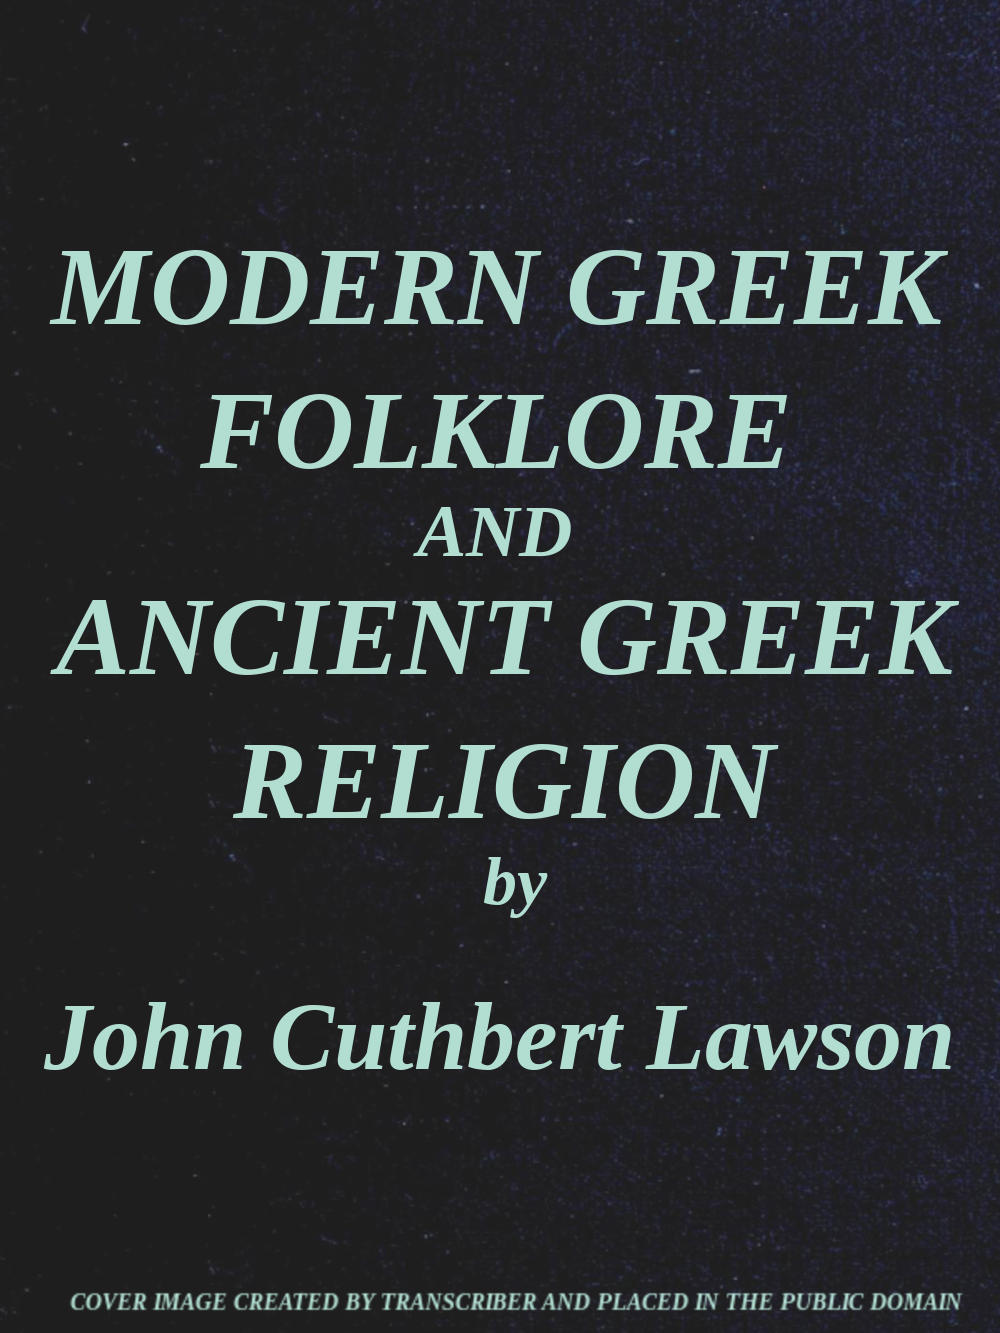 MODERN GREEK
FOLKLORE
AND
ANCIENT GREEK
RELIGION
by
John Cuthbert Lawson
COVER IMAGE CREATED BY TRANSCRIBER AND PLACED IN THE PUBLIC DOMAIN